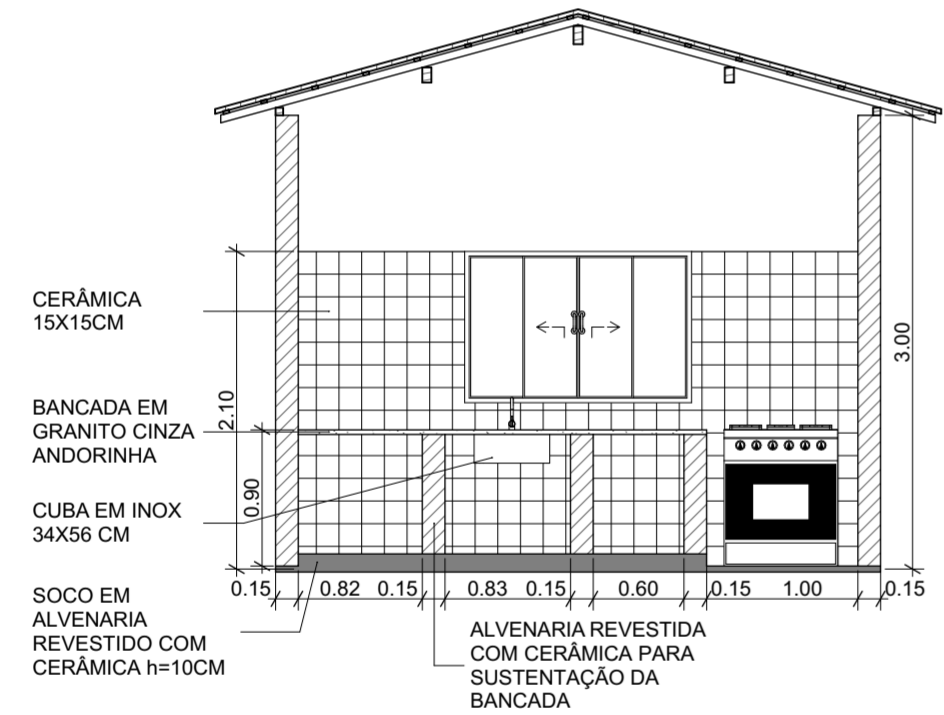 CERÂMICA
15X15CM
BANCADA EM
GRANITO CINZA
ANDORINHA
CUBA EM INOX
34X56 CM
SOCO EM
ALVENARIA
REVESTIDO COM
CERÂMICA h=10CM
2.10
0.90
3.00
0.15 0.82 0.15 0.83 0.15 0.60 0.15 1.00 0.15
ALVENARIA REVESTIDA
COM CERÂMICA PARA
SUSTENTAÇÃO DA
BANCADA